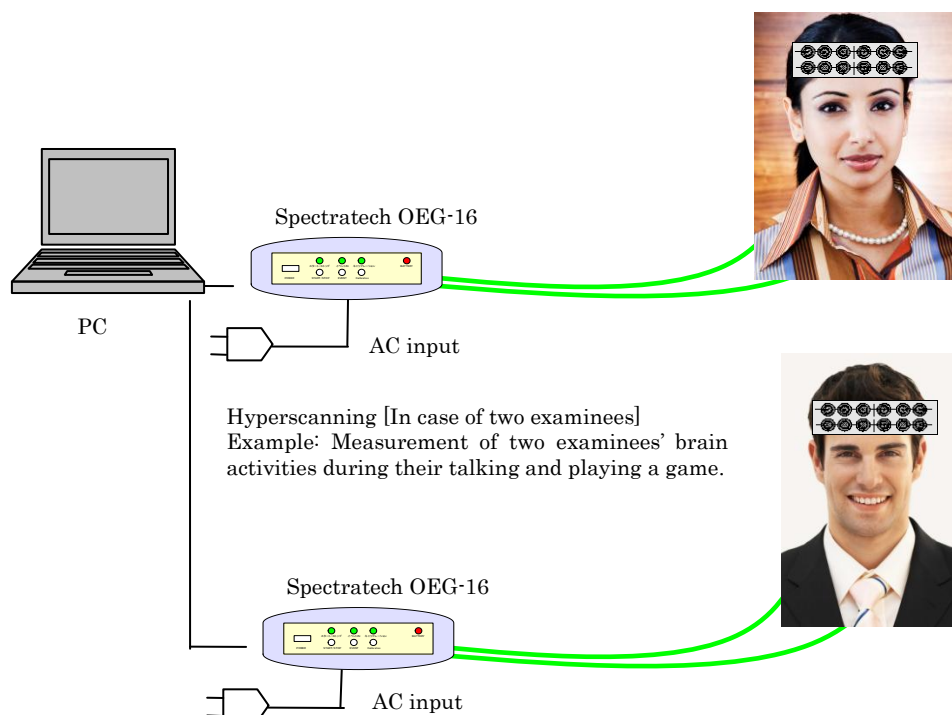 Spectratech OEG-16
PC
AC input
Hyperscanning [In case of two examinees]
Example: Measurement of two examinees’ brain
activities during their talking and playing a game.
Spectratech OEG-16
AC input